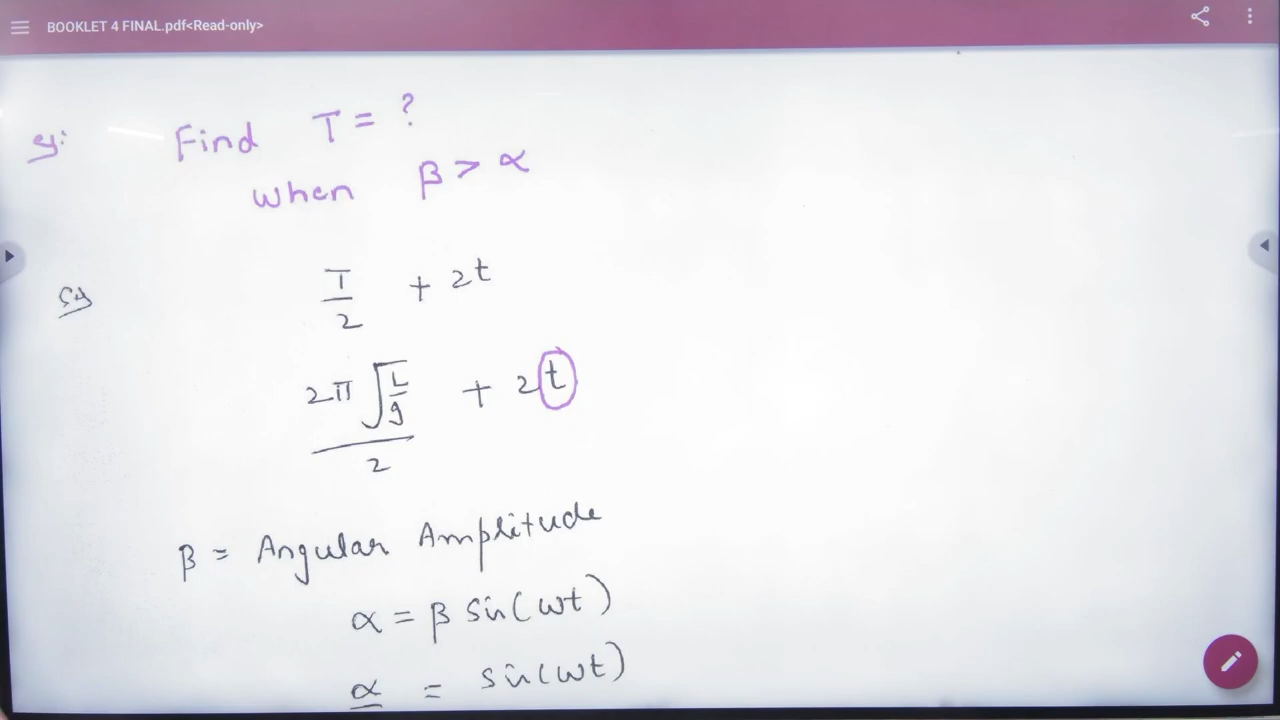 BOOKLET 4 FINAL.pdf<Read-only>
Find T = ?
when β > α
T/2 + 2t
2π√(L/g)/2 + 2t
β = Angular Amplitude
α = β sin(ωt)
α = sin(ωt)